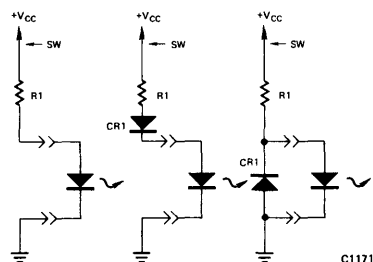 +VCC +VCC +VCC
SW SW SW
R1 R1 R1
CR1
CR1
C1171